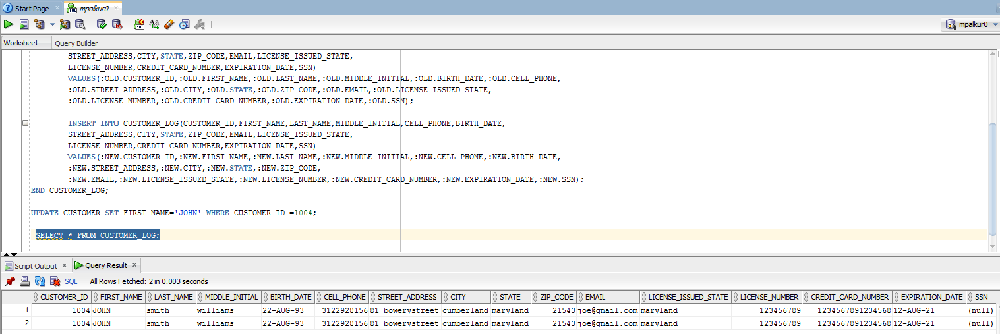 Start Page
mpalkur0
mpalkur0
Worksheet Query Builder
STREET_ADDRESS,CITY,STATE,ZIP_CODE,EMAIL,LICENSE_ISSUED_STATE,
LICENSE_NUMBER,CREDIT_CARD_NUMBER,EXPIRATION_DATE,SSN)
VALUES(:OLD.CUSTOMER_ID,:OLD.FIRST_NAME,:OLD.LAST_NAME,:OLD.MIDDLE_INITIAL,:OLD.BIRTH_DATE,:OLD.CELL_PHONE,
:OLD.STREET_ADDRESS,:OLD.CITY,:OLD.STATE,:OLD.ZIP_CODE,:OLD.EMAIL,:OLD.LICENSE_ISSUED_STATE,
:OLD.LICENSE_NUMBER,:OLD.CREDIT_CARD_NUMBER,:OLD.EXPIRATION_DATE,:OLD.SSN);
INSERT INTO CUSTOMER_LOG(CUSTOMER_ID,FIRST_NAME,LAST_NAME,MIDDLE_INITIAL,CELL_PHONE,BIRTH_DATE,
STREET_ADDRESS,CITY,STATE,ZIP_CODE,EMAIL,LICENSE_ISSUED_STATE,
LICENSE_NUMBER,CREDIT_CARD_NUMBER,EXPIRATION_DATE,SSN)
VALUES(:NEW.CUSTOMER_ID,:NEW.FIRST_NAME,:NEW.LAST_NAME,:NEW.MIDDLE_INITIAL,:NEW.CELL_PHONE,:NEW.BIRTH_DATE,
:NEW.STREET_ADDRESS,:NEW.CITY,:NEW.STATE,:NEW.ZIP_CODE,
:NEW.EMAIL,:NEW.LICENSE_ISSUED_STATE,:NEW.LICENSE_NUMBER,:NEW.CREDIT_CARD_NUMBER,:NEW.EXPIRATION_DATE,:NEW.SSN);
END CUSTOMER_LOG;
UPDATE CUSTOMER SET FIRST_NAME='JOHN' WHERE CUSTOMER_ID =1004;
SELECT * FROM CUSTOMER_LOG;
Script Output x Query Result x
SQL | All Rows Fetched: 2 in 0.003 seconds
CUSTOMER_ID FIRST_NAME LAST_NAME MIDDLE_INITIAL BIRTH_DATE CELL_PHONE STREET_ADDRESS CITY STATE ZIP_CODE EMAIL LICENSE_ISSUED_STATE LICENSE_NUMBER CREDIT_CARD_NUMBER EXPIRATION_DATE SSN
1 1004 JOHN smith williams 22-AUG-93 3122928156 81 bowerystreet cumberland maryland 21543 joe@gmail.com maryland 123456789 1234567891234568 12-AUG-21 (null)
2 1004 JOHN smith williams 22-AUG-93 3122928156 81 bowerystreet cumberland maryland 21543 joe@gmail.com maryland 123456789 1234567891234568 12-AUG-21 (null)